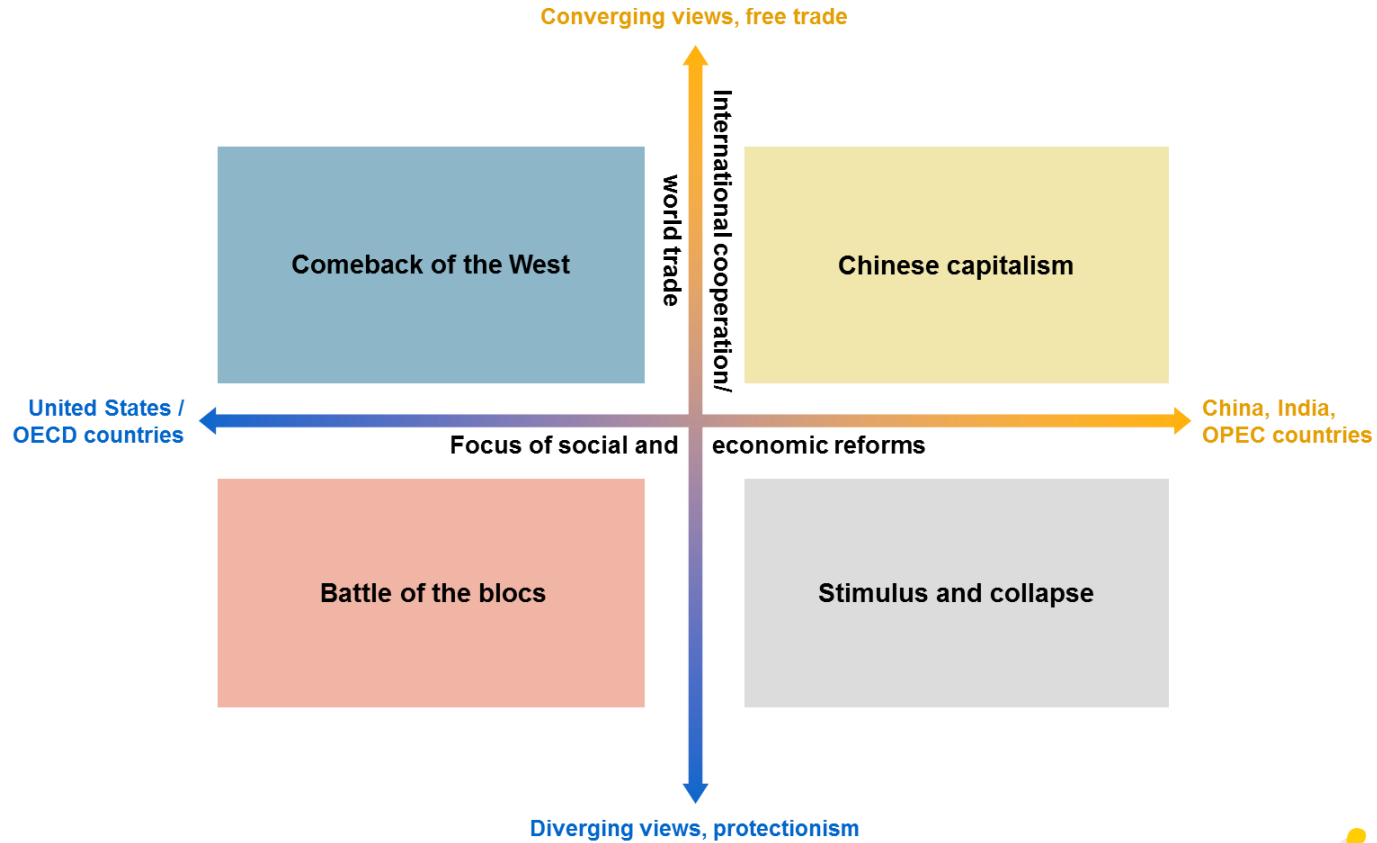 Converging views, free trade
International cooperation/
world trade
Comeback of the West
Chinese capitalism
United States /
OECD countries
China, India,
OPEC countries
Focus of social and economic reforms
Battle of the blocs
Stimulus and collapse
Diverging views, protectionism